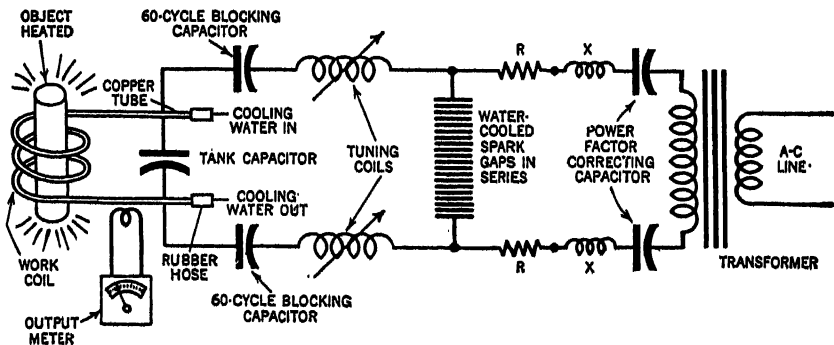 OBJECT
HEATED
60-CYCLE BLOCKING
CAPACITOR
COPPER
TUBE
COOLING
WATER IN
TANK CAPACITOR
COOLING
WATER OUT
RUBBER
HOSE
WORK
COIL
OUTPUT
METER
60-CYCLE BLOCKING
CAPACITOR
TUNING
COILS
WATER-
COOLED
SPARK
GAPS IN
SERIES
R
X
POWER
FACTOR
CORRECTING
CAPACITOR
R
X
A-C
LINE
TRANSFORMER